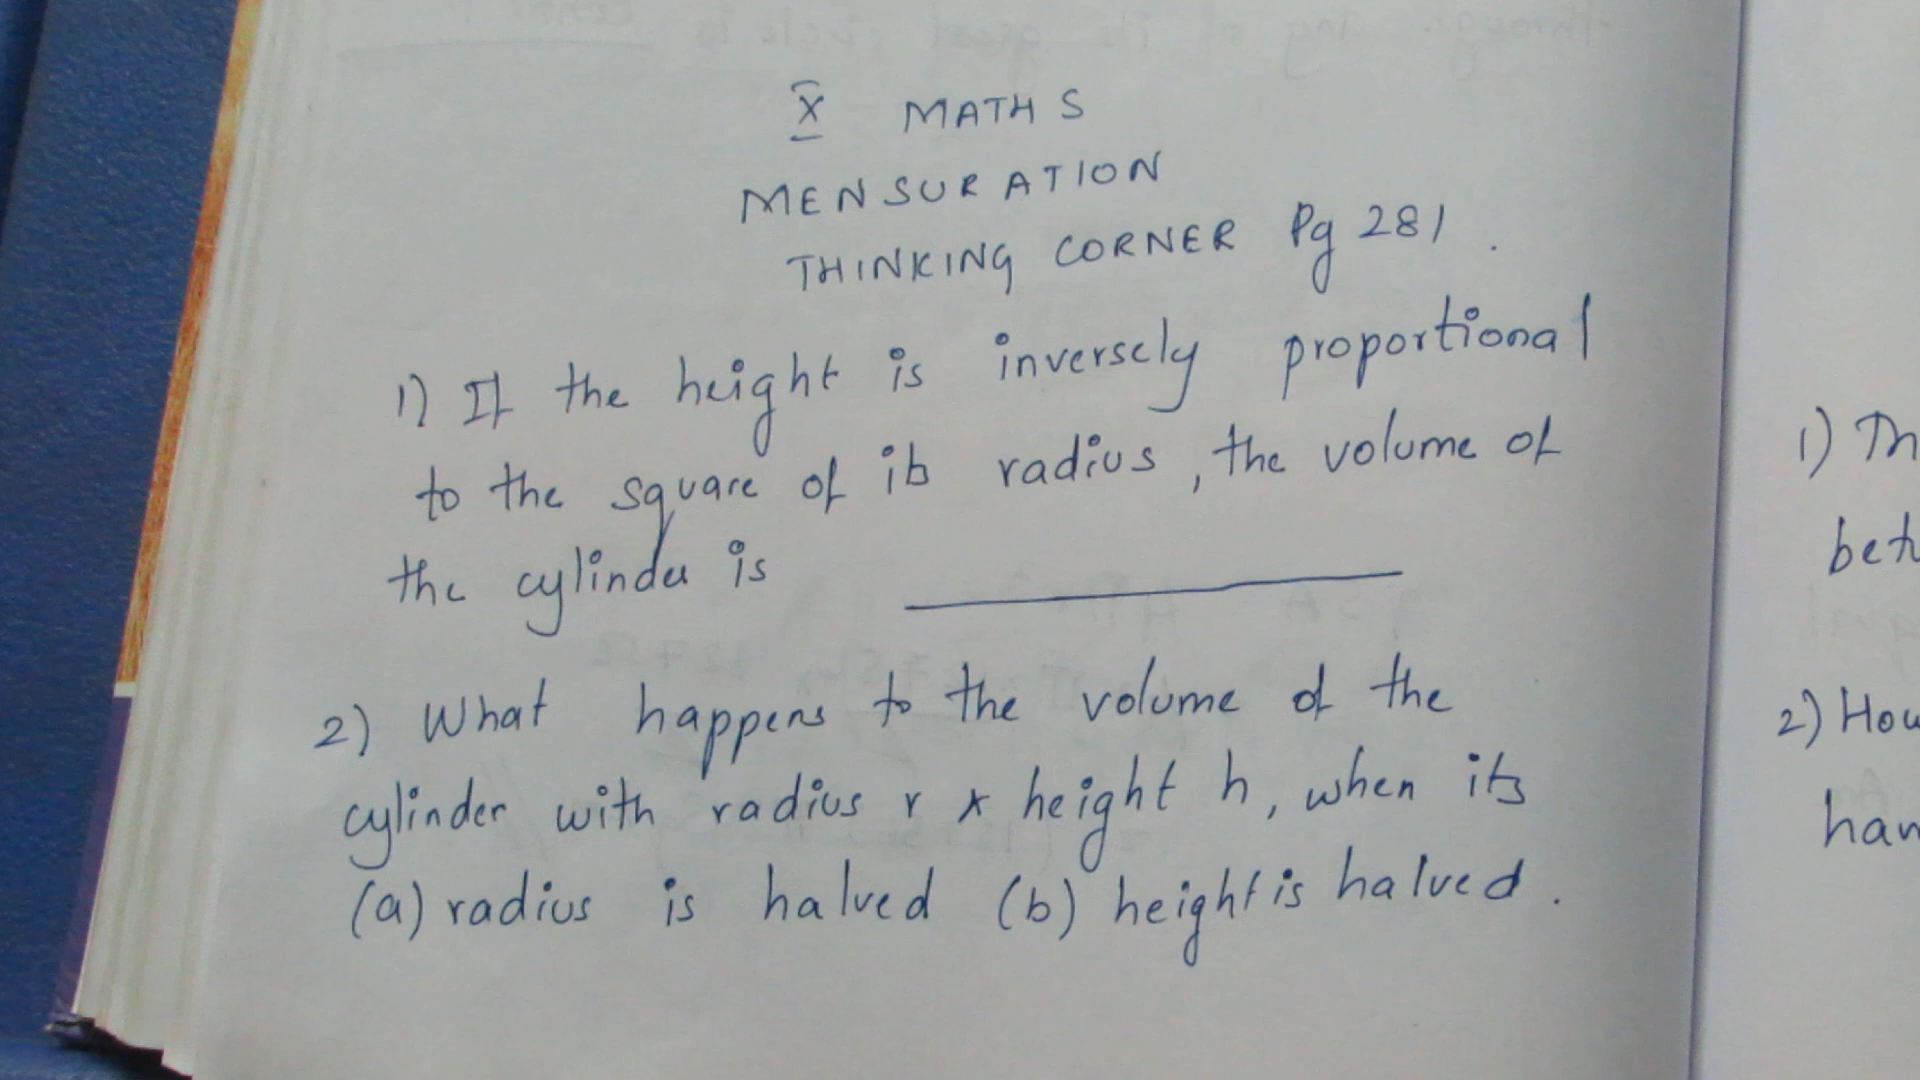 X MATHS
MENSURATION
THINKING CORNER Pg 281.
1) If the height is inversely proportional
to the square of its radius, the volume of
the cylinder is
2) What happens to the volume of the
cylinder with radius r x height h, when its
(a) radius is halved (b) height is halved.
1) Th
bet
2) How
han